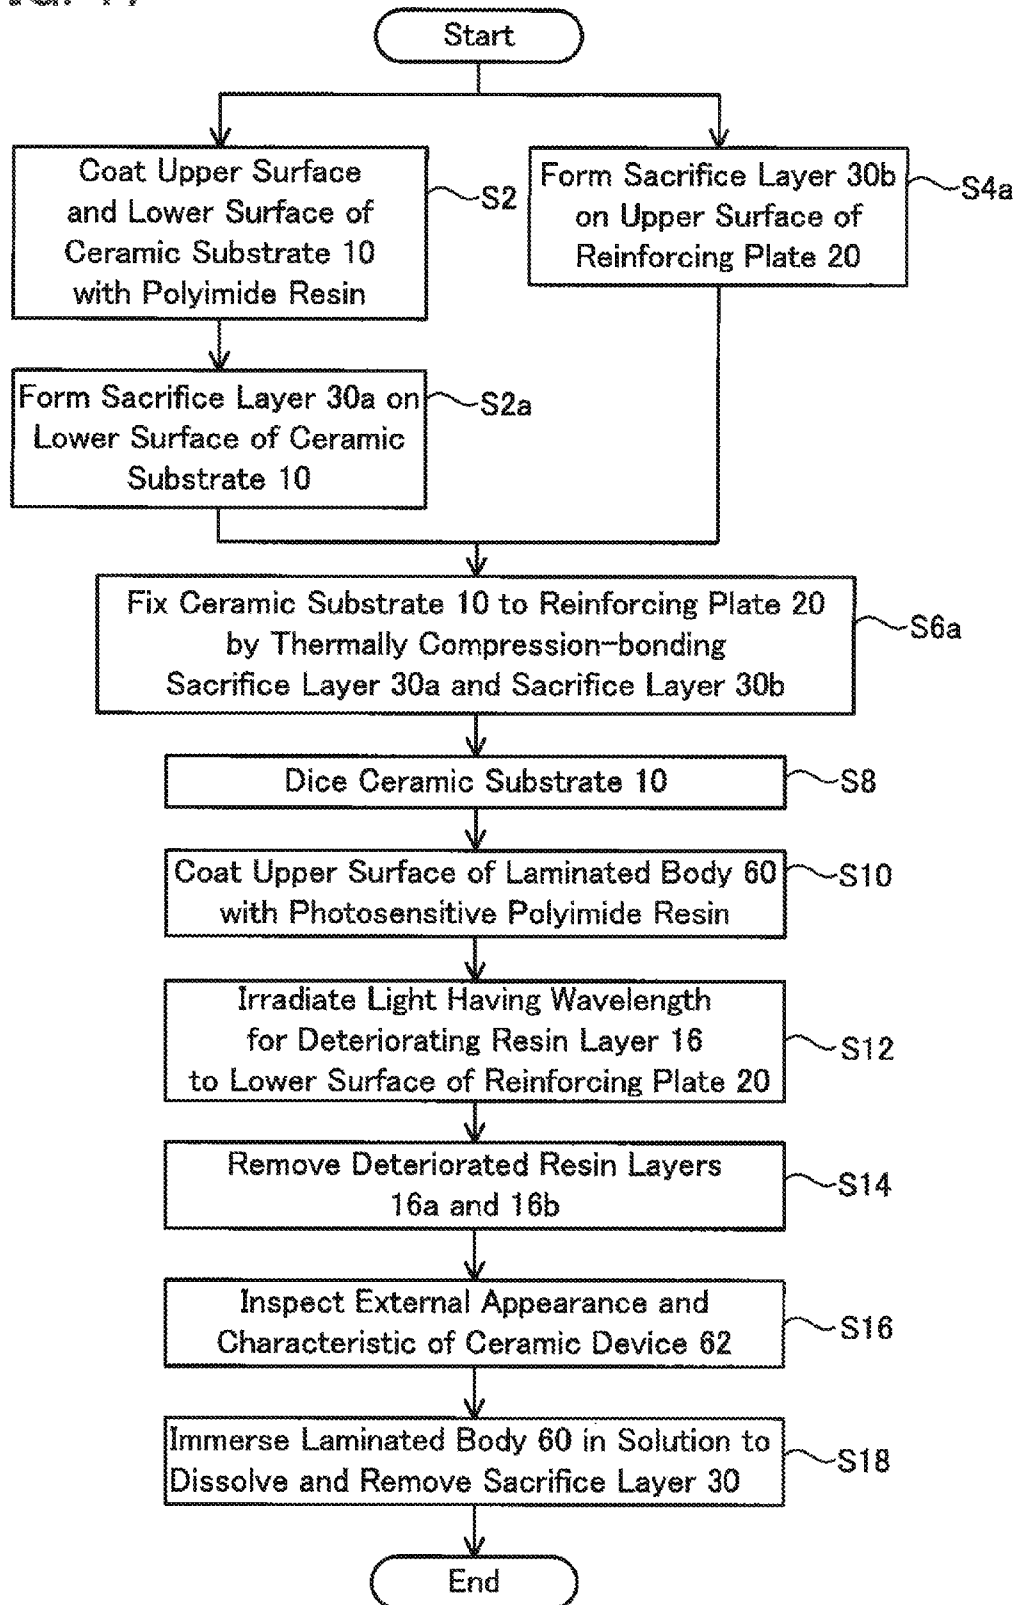 Start
Coat Upper Surface
and Lower Surface of
Ceramic Substrate 10
with Polyimide Resin
S2
Form Sacrifice Layer 30b
on Upper Surface of
Reinforcing Plate 20
S4a
Form Sacrifice Layer 30a on
Lower Surface of Ceramic
Substrate 10
S2a
Fix Ceramic Substrate 10 to Reinforcing Plate 20
by Thermally Compression-bonding
Sacrifice Layer 30a and Sacrifice Layer 30b
S6a
Dice Ceramic Substrate 10
S8
Coat Upper Surface of Laminated Body 60
with Photosensitive Polyimide Resin
S10
Irradiate Light Having Wavelength
for Deteriorating Resin Layer 16
to Lower Surface of Reinforcing Plate 20
S12
Remove Deteriorated Resin Layers
16a and 16b
S14
Inspect External Appearance and
Characteristic of Ceramic Device 62
S16
Immerse Laminated Body 60 in Solution to
Dissolve and Remove Sacrifice Layer 30
S18
End